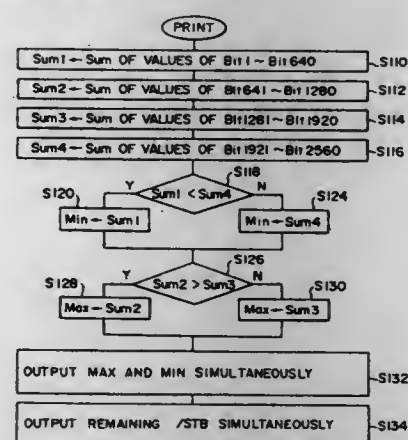 PRINT
Sum1←Sum OF VALUES OF Bit1~Bit640 S110
Sum2←Sum OF VALUES OF Bit641~Bit1280 S112
Sum3←Sum OF VALUES OF Bit1281~Bit1920 S114
Sum4←Sum OF VALUES OF Bit1921~Bit2560 S116
S118
Y Sum1<Sum4 N
S120 S124
Min←Sum1 Min←Sum4
S126
Y Sum2>Sum3 N
S128 S130
Max←Sum2 Max←Sum3
OUTPUT MAX AND MIN SIMULTANEOUSLY S132
OUTPUT REMAINING /STB SIMULTANEOUSLY S134